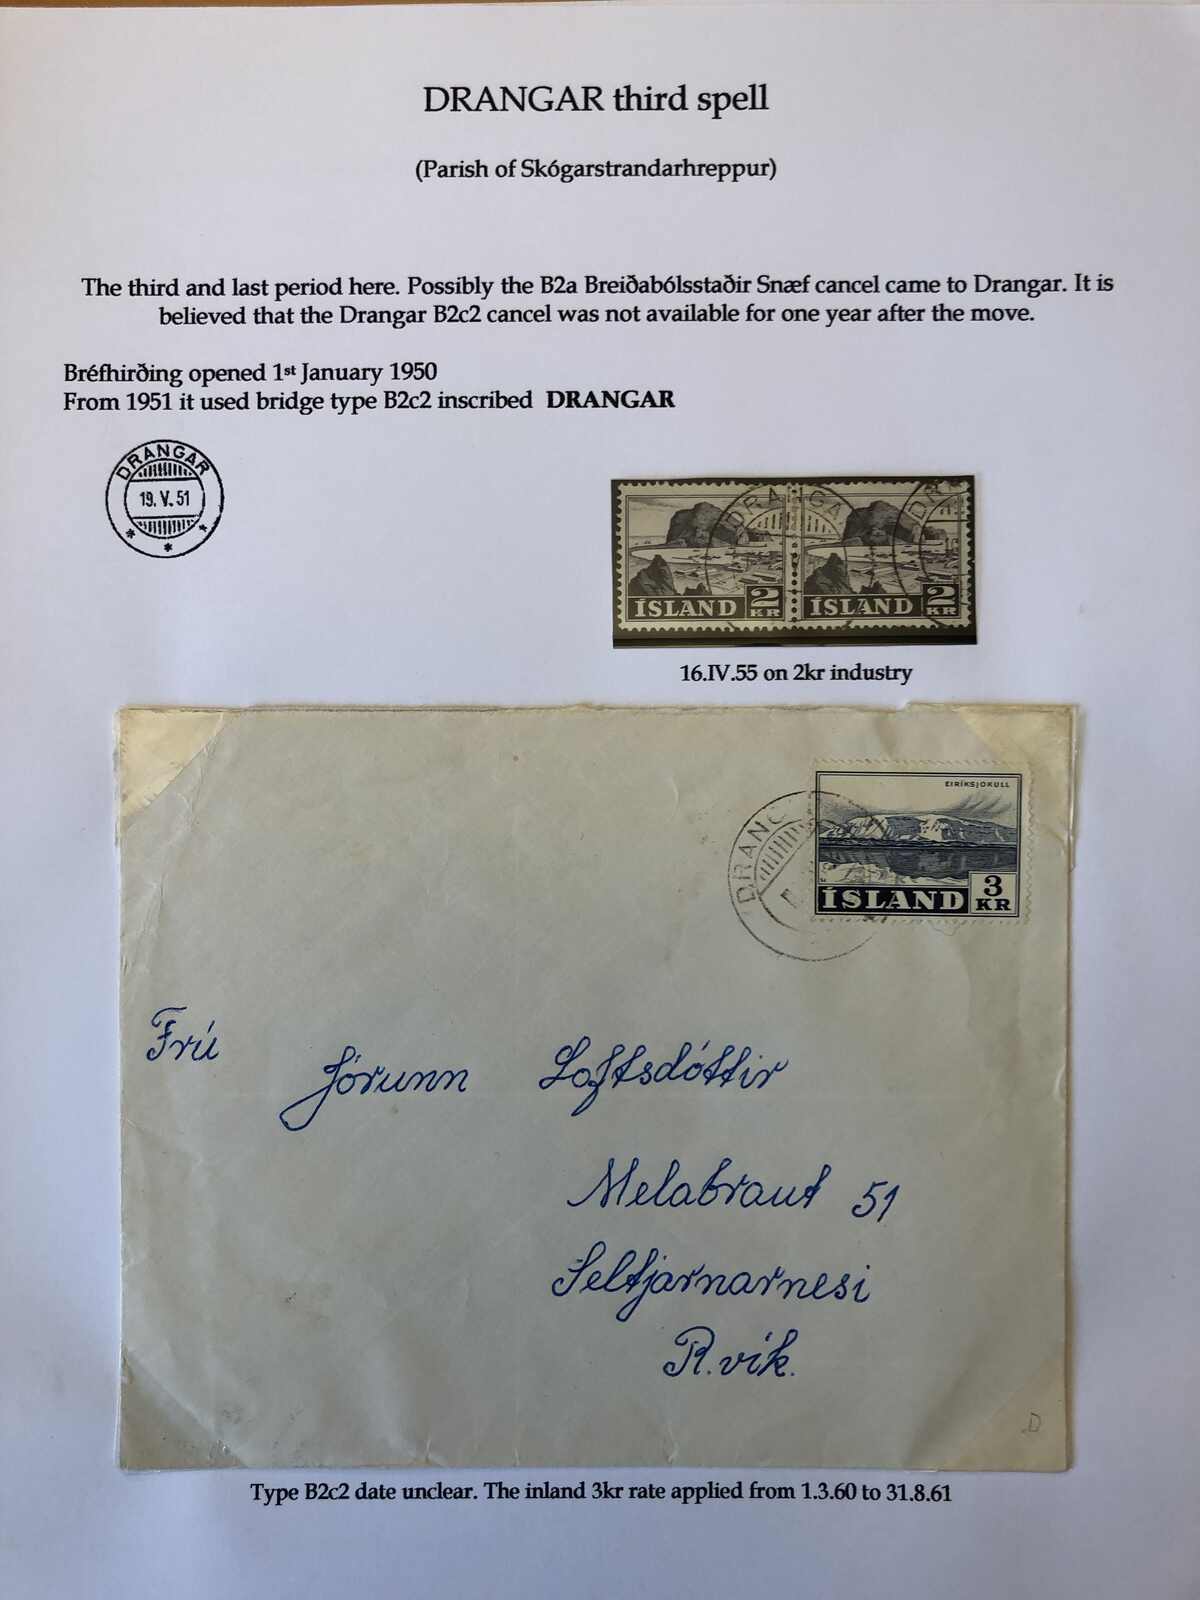 DRANGAR third spell
(Parish of Skógarstrandarhreppur)
The third and last period here. Possibly the B2a Breiðabólsstaðir Snæf cancel came to Drangar. It is
believed that the Drangar B2c2 cancel was not available for one year after the move.
Bréfhirðing opened 1st January 1950
From 1951 it used bridge type B2c2 inscribed DRANGAR
DRANGAR
19. V. 51
DRANGA
DR
ÍSLAND 2 KR
ÍSLAND 2 KR
16.IV.55 on 2kr industry
EIRÍKSJÖKULL
DRANG
ÍSLAND 3 KR
Frú
Jórunn Loftsdóttir
Melabraut 51
Seltjarnarnesi
R.vík.
D
Type B2c2 date unclear. The inland 3kr rate applied from 1.3.60 to 31.8.61